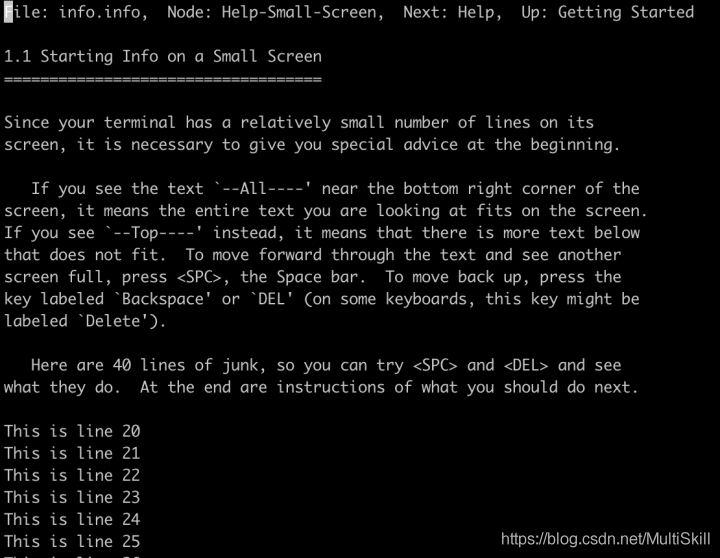 File: info.info,  Node: Help-Small-Screen,  Next: Help,  Up: Getting Started
1.1 Starting Info on a Small Screen
===================================
Since your terminal has a relatively small number of lines on its
screen, it is necessary to give you special advice at the beginning.
If you see the text `--All----' near the bottom right corner of the
screen, it means the entire text you are looking at fits on the screen.
If you see `--Top----' instead, it means that there is more text below
that does not fit.  To move forward through the text and see another
screen full, press <SPC>, the Space bar.  To move back up, press the
key labeled `Backspace' or `DEL' (on some keyboards, this key might be
labeled `Delete').
Here are 40 lines of junk, so you can try <SPC> and <DEL> and see
what they do.  At the end are instructions of what you should do next.
This is line 20
This is line 21
This is line 22
This is line 23
This is line 24
This is line 25
https://blog.csdn.net/MultiSkill